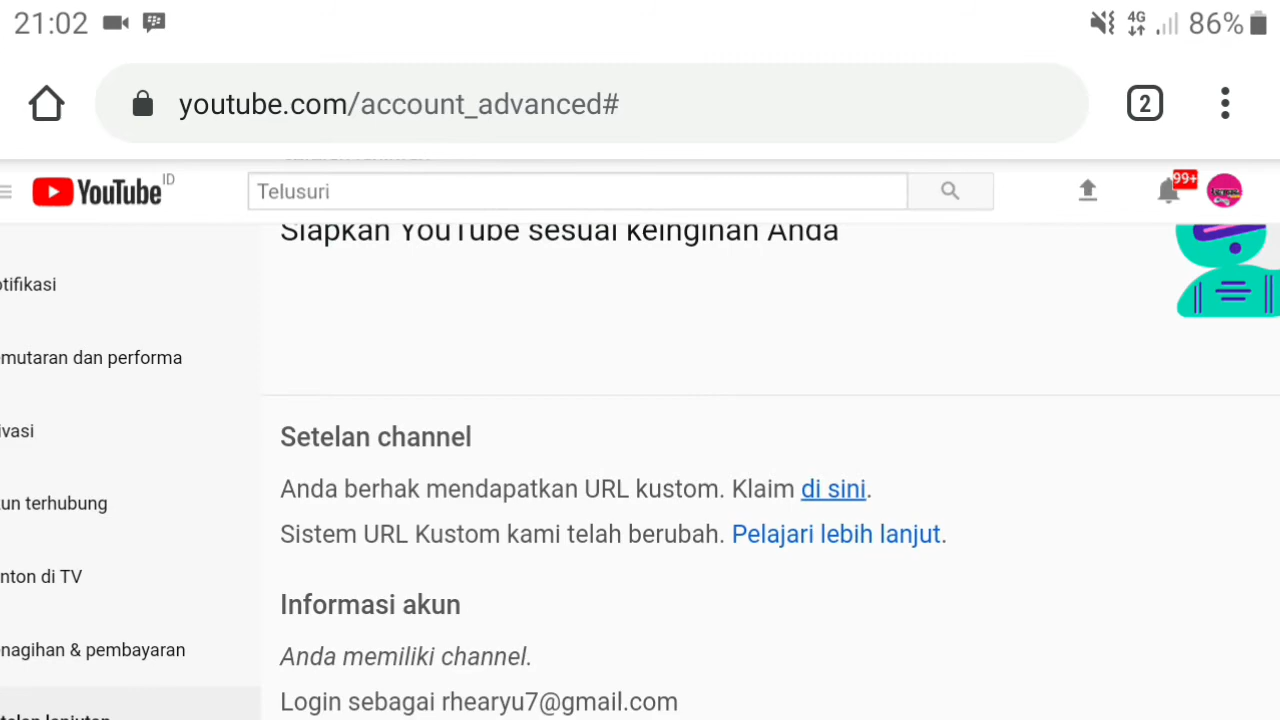 21:02 4G 86%
youtube.com/account_advanced# 2
YouTube ID Telusuri 99+
Siapkan YouTube sesuai keinginan Anda
otifikasi
emutaran dan performa
ivasi
un terhubung
nton di TV
enagihan & pembayaran
Setelan channel
Anda berhak mendapatkan URL kustom. Klaim di sini.
Sistem URL Kustom kami telah berubah. Pelajari lebih lanjut.
Informasi akun
Anda memiliki channel.
Login sebagai rhearyu7@gmail.com